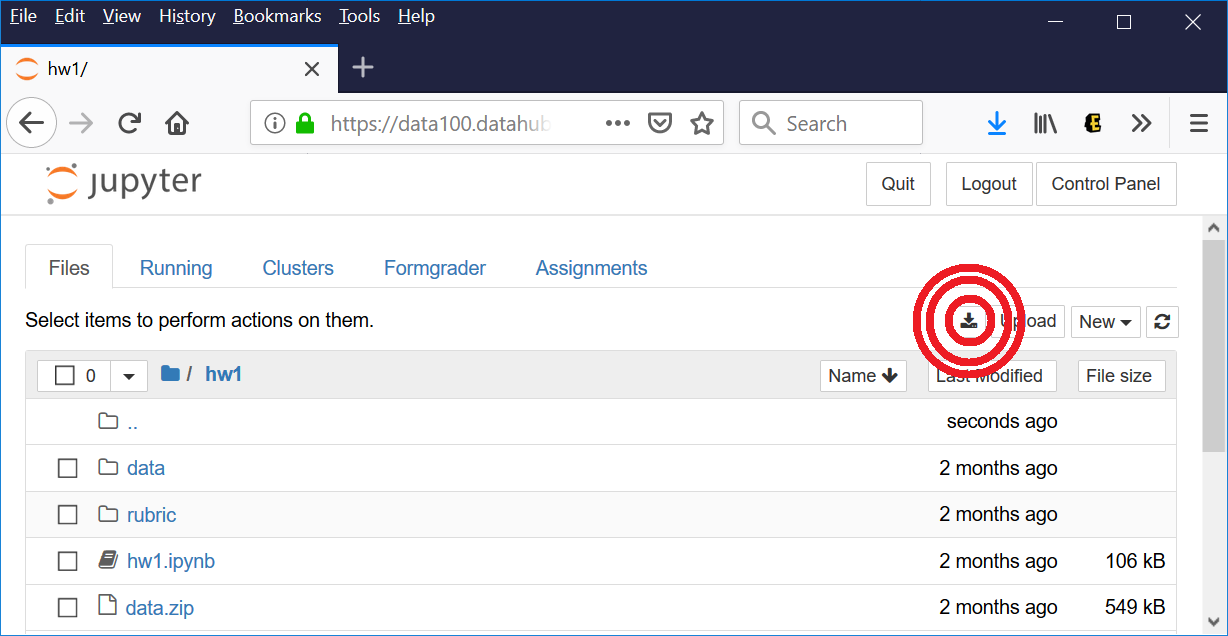 File Edit View History Bookmarks Tools Help
hw1/
https://data100.datahub
Search
jupyter
Quit Logout Control Panel
Files Running Clusters Formgrader Assignments
Select items to perform actions on them.
Upload New
0 / hw1 Name Last Modified File size
.. seconds ago
data 2 months ago
rubric 2 months ago
hw1.ipynb 2 months ago 106 kB
data.zip 2 months ago 549 kB